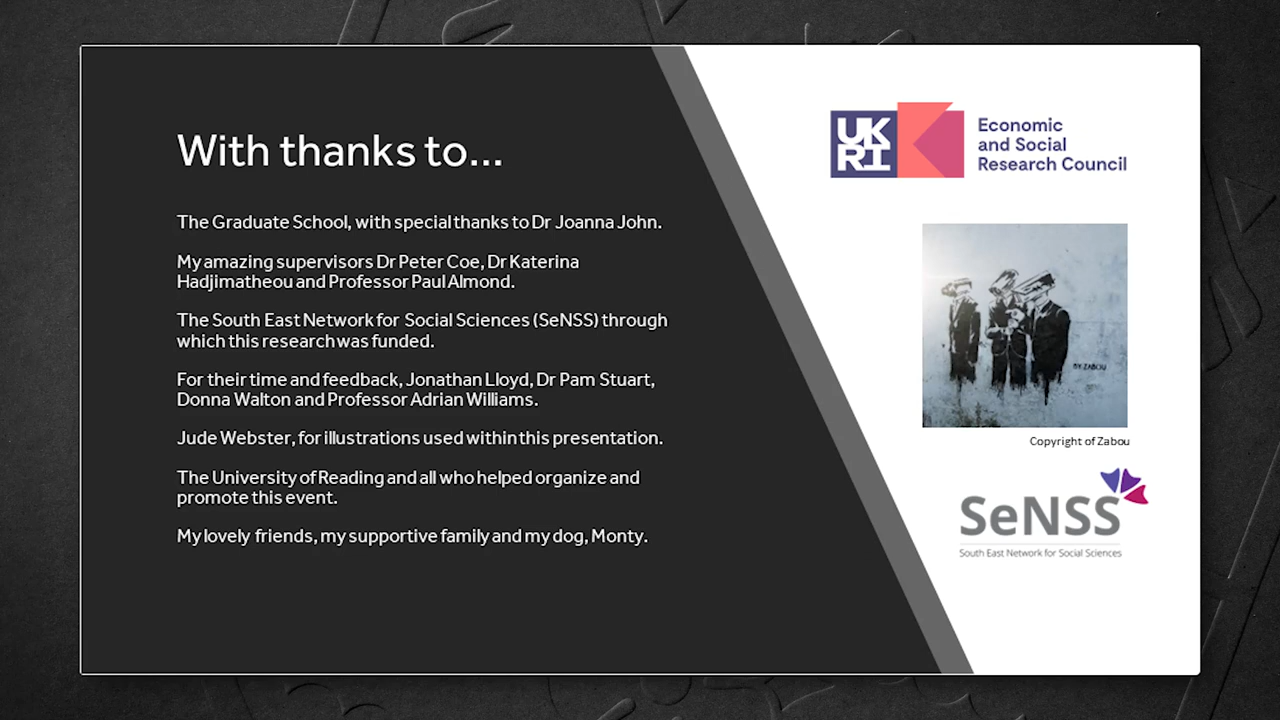 With thanks to...
The Graduate School, with special thanks to Dr Joanna John.
My amazing supervisors Dr Peter Coe, Dr Katerina
Hadjimatheou and Professor Paul Almond.
The South East Network for Social Sciences (SeNSS) through
which this research was funded.
For their time and feedback, Jonathan Lloyd, Dr Pam Stuart,
Donna Walton and Professor Adrian Williams.
Jude Webster, for illustrations used within this presentation.
The University of Reading and all who helped organize and
promote this event.
My lovely friends, my supportive family and my dog, Monty.
UK
RI
Economic
and Social
Research Council
BY ZABOU
Copyright of Zabou
SeNSS
South East Network for Social Sciences